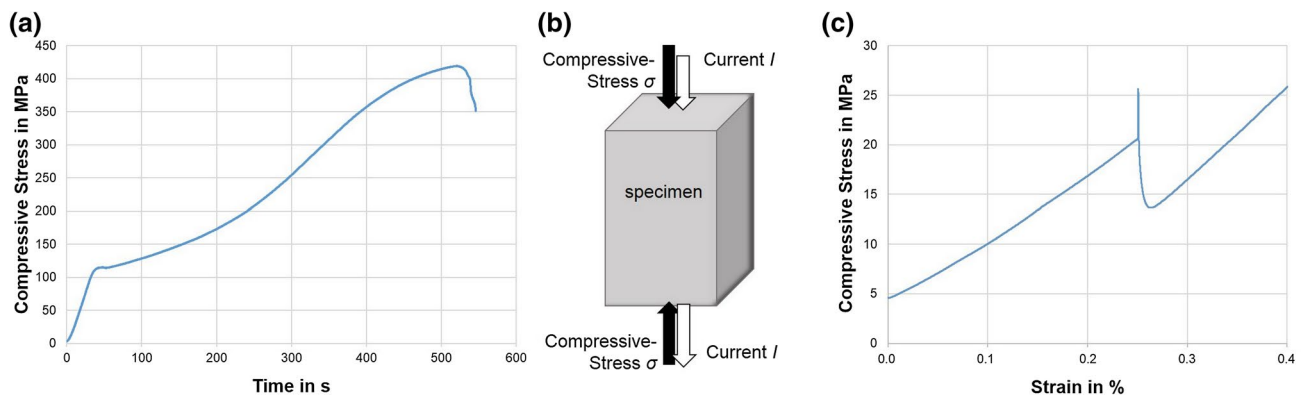 (a)
450
400
350
300
250
200
150
100
50
0
0 100 200 300 400 500 600
Compressive Stress in MPa
Time in s
(b)
Compressive-
Stress σ
Current I
specimen
Compressive-
Stress σ
Current I
(c)
30
25
20
15
10
5
0
0.0 0.1 0.2 0.3 0.4
Compressive Stress in MPa
Strain in %